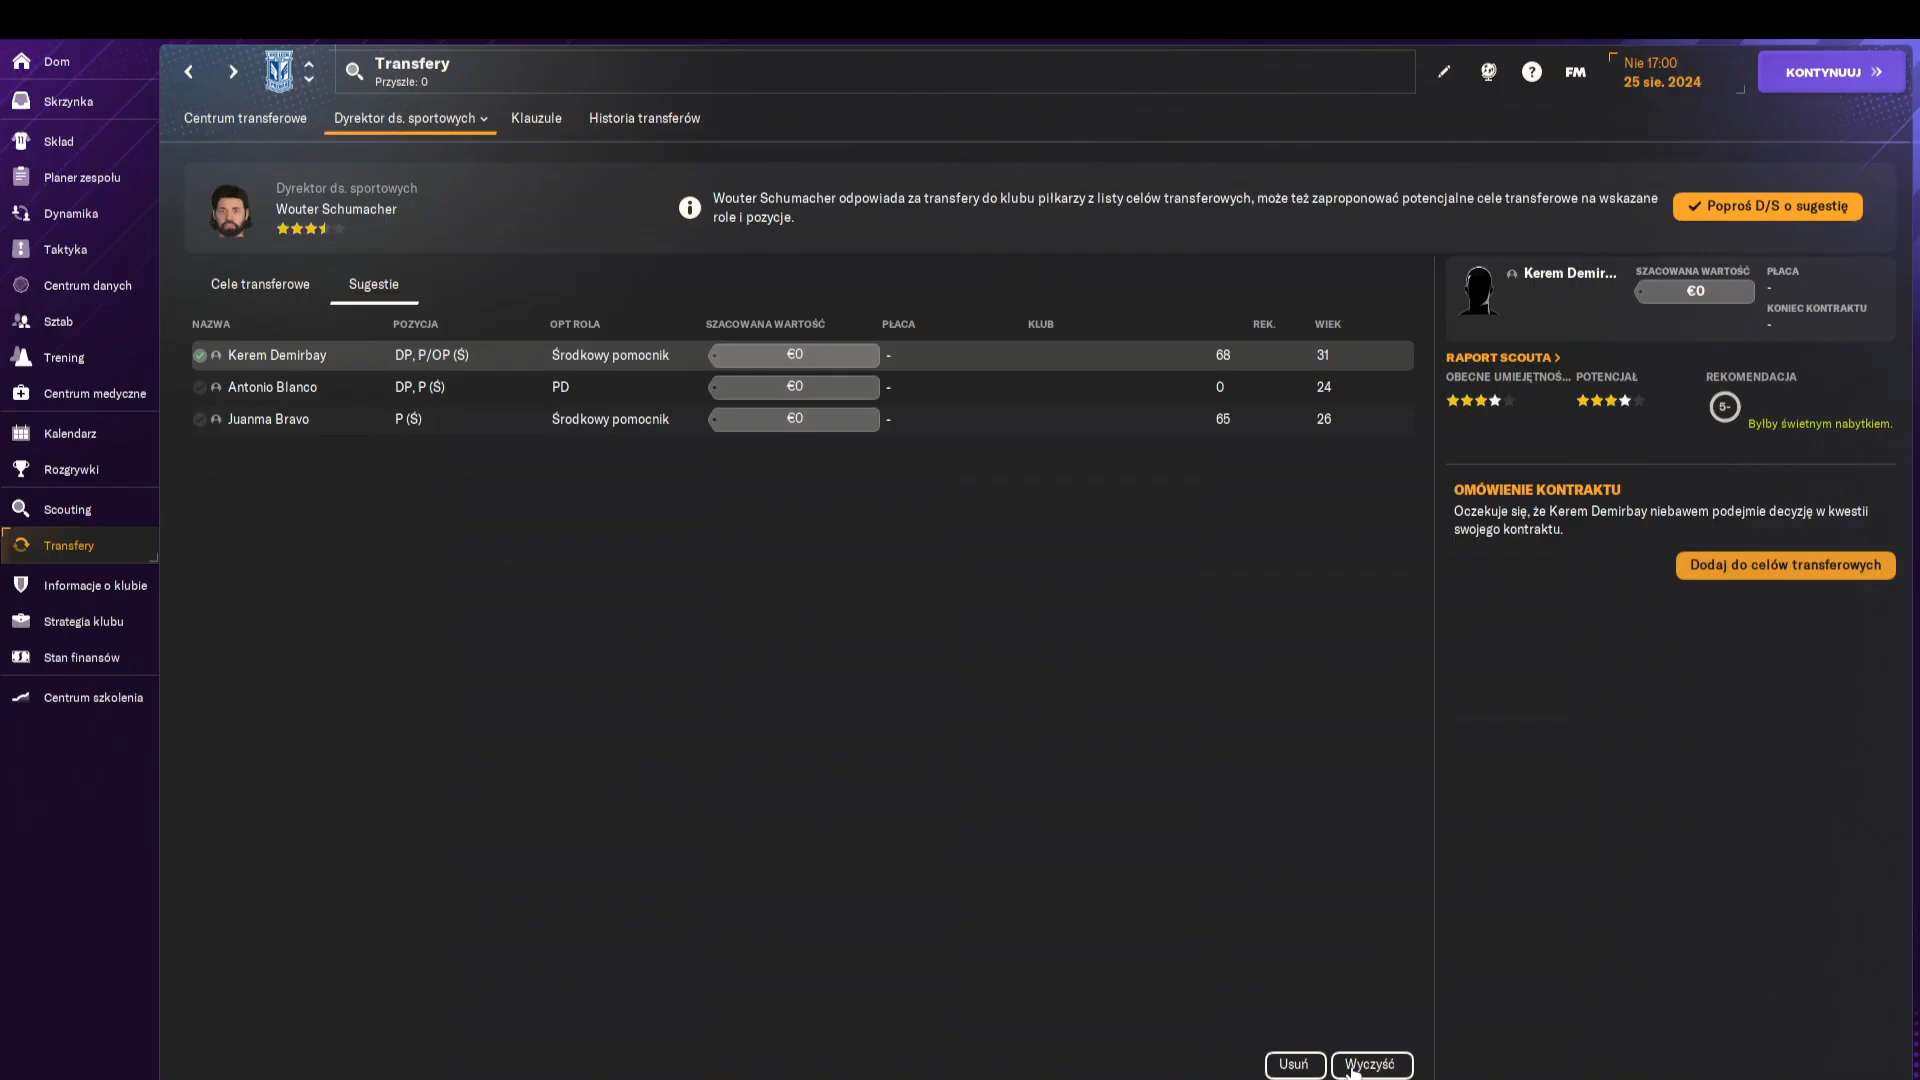 Dom
Skrzynka
Skład
Planer zespołu
Dynamika
Taktyka
Centrum danych
Sztab
Trening
Centrum medyczne
Kalendarz
Rozgrywki
Scouting
Transfery
Informacje o klubie
Strategia klubu
Stan finansów
Centrum szkolenia
Transfery
Przyszłe: 0
FM
Nie 17:00
25 sie. 2024
KONTYNUUJ
Centrum transferowe Dyrektor ds. sportowych Klauzule Historia transferów
Dyrektor ds. sportowych
Wouter Schumacher
Wouter Schumacher odpowiada za transfery do klubu piłkarzy z listy celów transferowych, może też zaproponować potencjalne cele transferowe na wskazane
role i pozycje.
Poproś D/S o sugestię
Cele transferowe Sugestie
NAZWA POZYCJA OPT ROLA SZACOWANA WARTOŚĆ PŁACA KLUB REK. WIEK
Kerem Demirbay DP, P/OP (Ś) Środkowy pomocnik €0 - 68 31
Antonio Blanco DP, P (Ś) PD €0 - 0 24
Juanma Bravo P (Ś) Środkowy pomocnik €0 - 65 26
Kerem Demir...
SZACOWANA WARTOŚĆ
€0
PŁACA
-
KONIEC KONTRAKTU
-
RAPORT SCOUTA >
OBECNE UMIEJĘTNOŚ... POTENCJAŁ REKOMENDACJA
5-
Byłby świetnym nabytkiem.
OMÓWIENIE KONTRAKTU
Oczekuje się, że Kerem Demirbay niebawem podejmie decyzję w kwestii
swojego kontraktu.
Dodaj do celów transferowych
Usuń Wyczyść